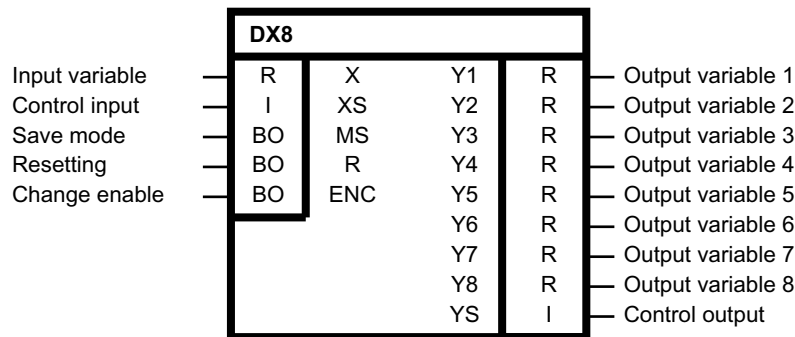 DX8
Input variable R X Y1 R Output variable 1
Control input I XS Y2 R Output variable 2
Save mode BO MS Y3 R Output variable 3
Resetting BO R Y4 R Output variable 4
Change enable BO ENC Y5 R Output variable 5
Y6 R Output variable 6
Y7 R Output variable 7
Y8 R Output variable 8
YS I Control output